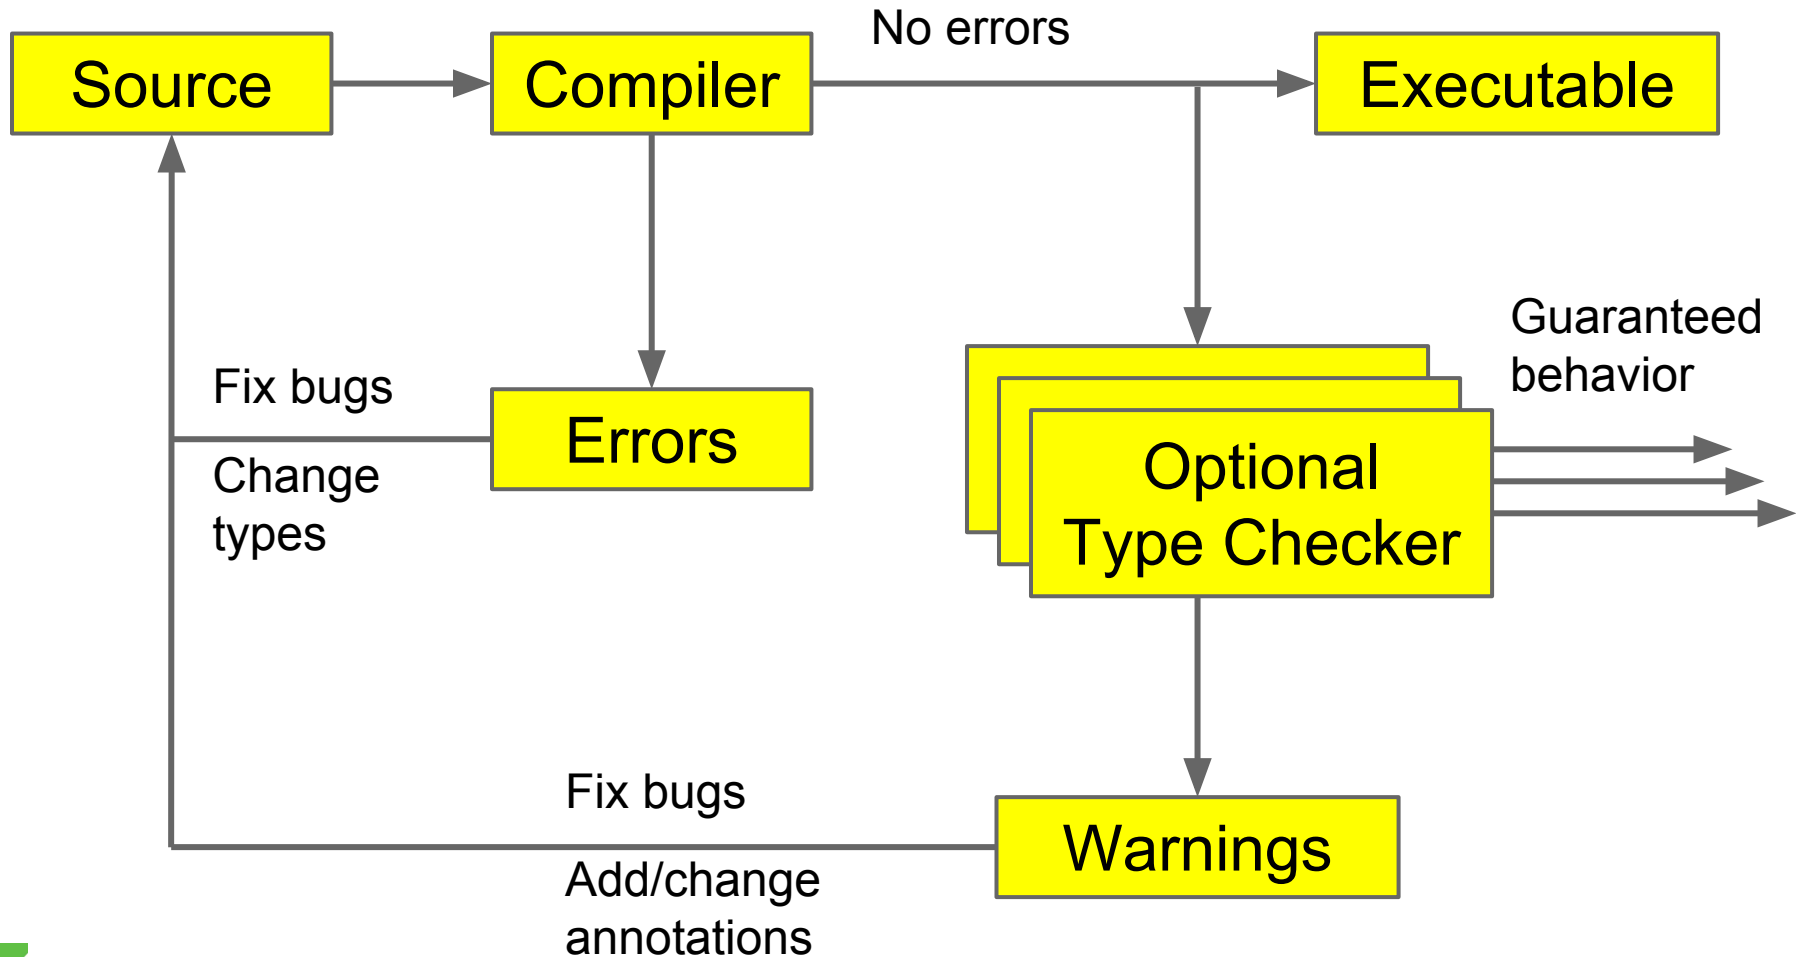 No errors
Source
Compiler
Executable
Guaranteed
behavior
Fix bugs
Errors
Change
types
Optional
Type Checker
Fix bugs
Warnings
Add/change
annotations